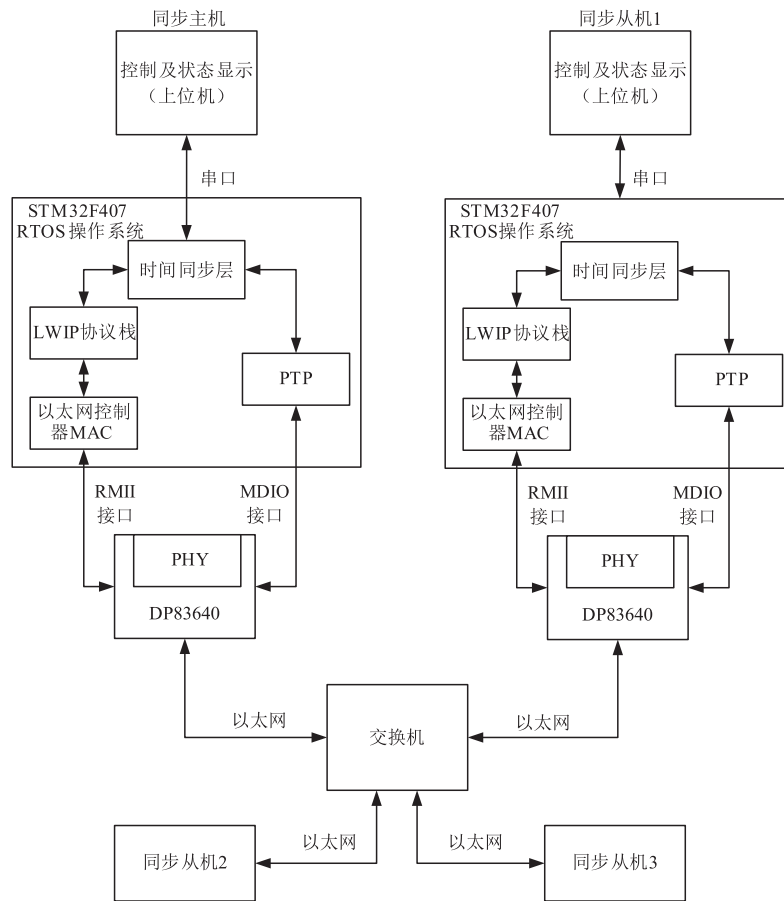 同步主机
控制及状态显示
（上位机）
串口
STM32F407
RTOS操作系统
时间同步层
LWIP协议栈
PTP
以太网控制
器MAC
RMII
接口
MDIO
接口
PHY
DP83640
以太网
同步从机1
控制及状态显示
（上位机）
串口
STM32F407
RTOS操作系统
时间同步层
LWIP协议栈
PTP
以太网控制
器MAC
RMII
接口
MDIO
接口
PHY
DP83640
以太网
交换机
以太网
以太网
同步从机2
同步从机3